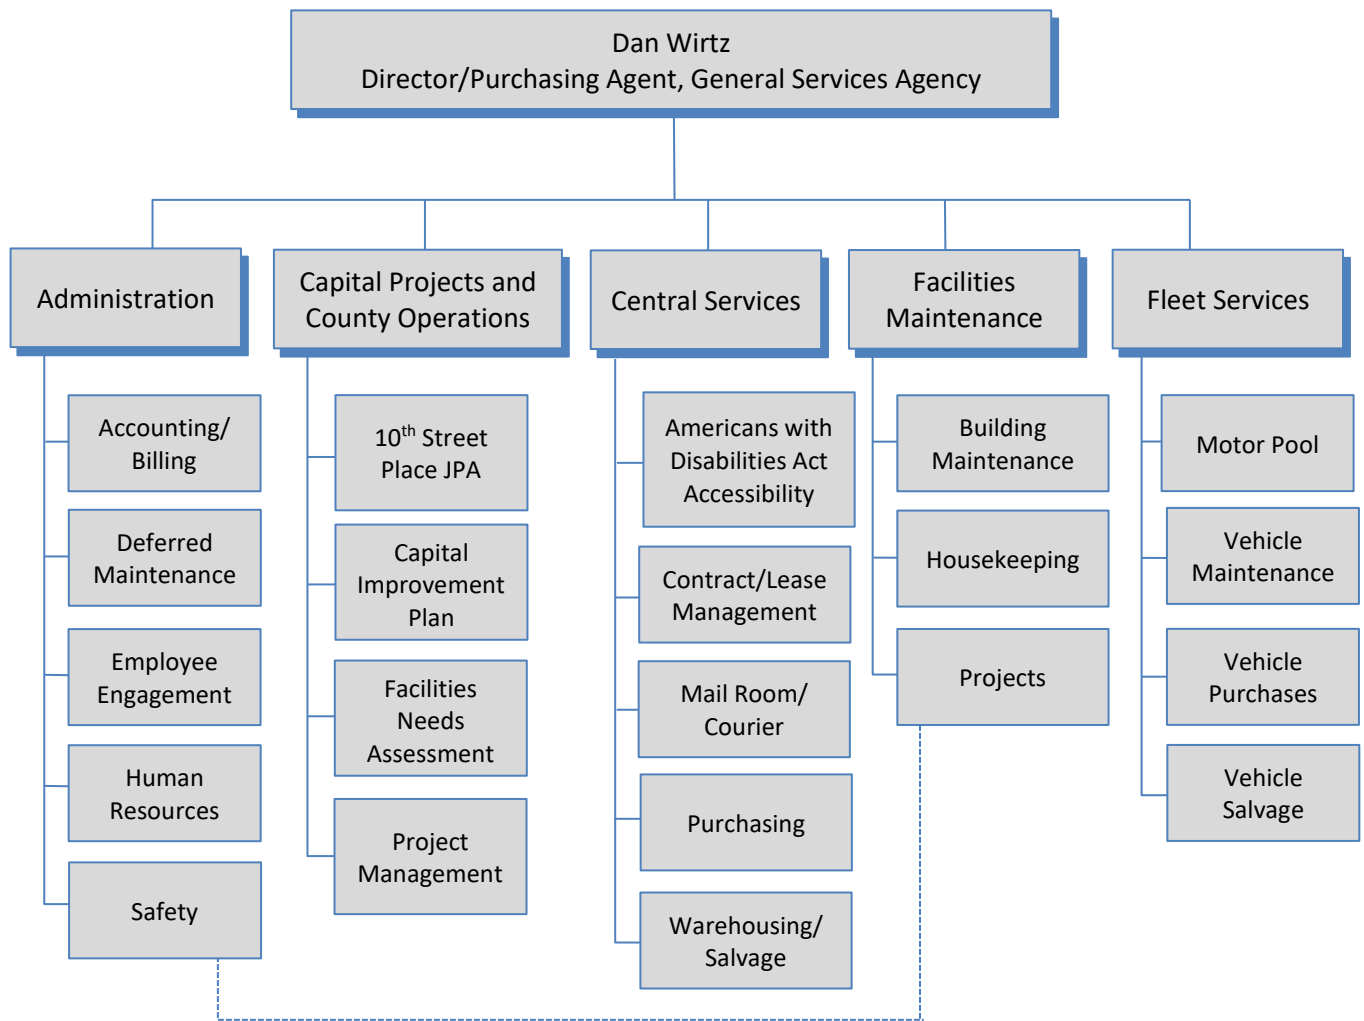 Dan Wirtz
Director/Purchasing Agent, General Services Agency
Administration
Accounting/
Billing
Deferred
Maintenance
Employee
Engagement
Human
Resources
Safety
Capital Projects and
County Operations
10th Street
Place JPA
Capital
Improvement
Plan
Facilities
Needs
Assessment
Project
Management
Central Services
Americans with
Disabilities Act
Accessibility
Contract/Lease
Management
Mail Room/
Courier
Purchasing
Warehousing/
Salvage
Facilities
Maintenance
Building
Maintenance
Housekeeping
Projects
Fleet Services
Motor Pool
Vehicle
Maintenance
Vehicle
Purchases
Vehicle
Salvage